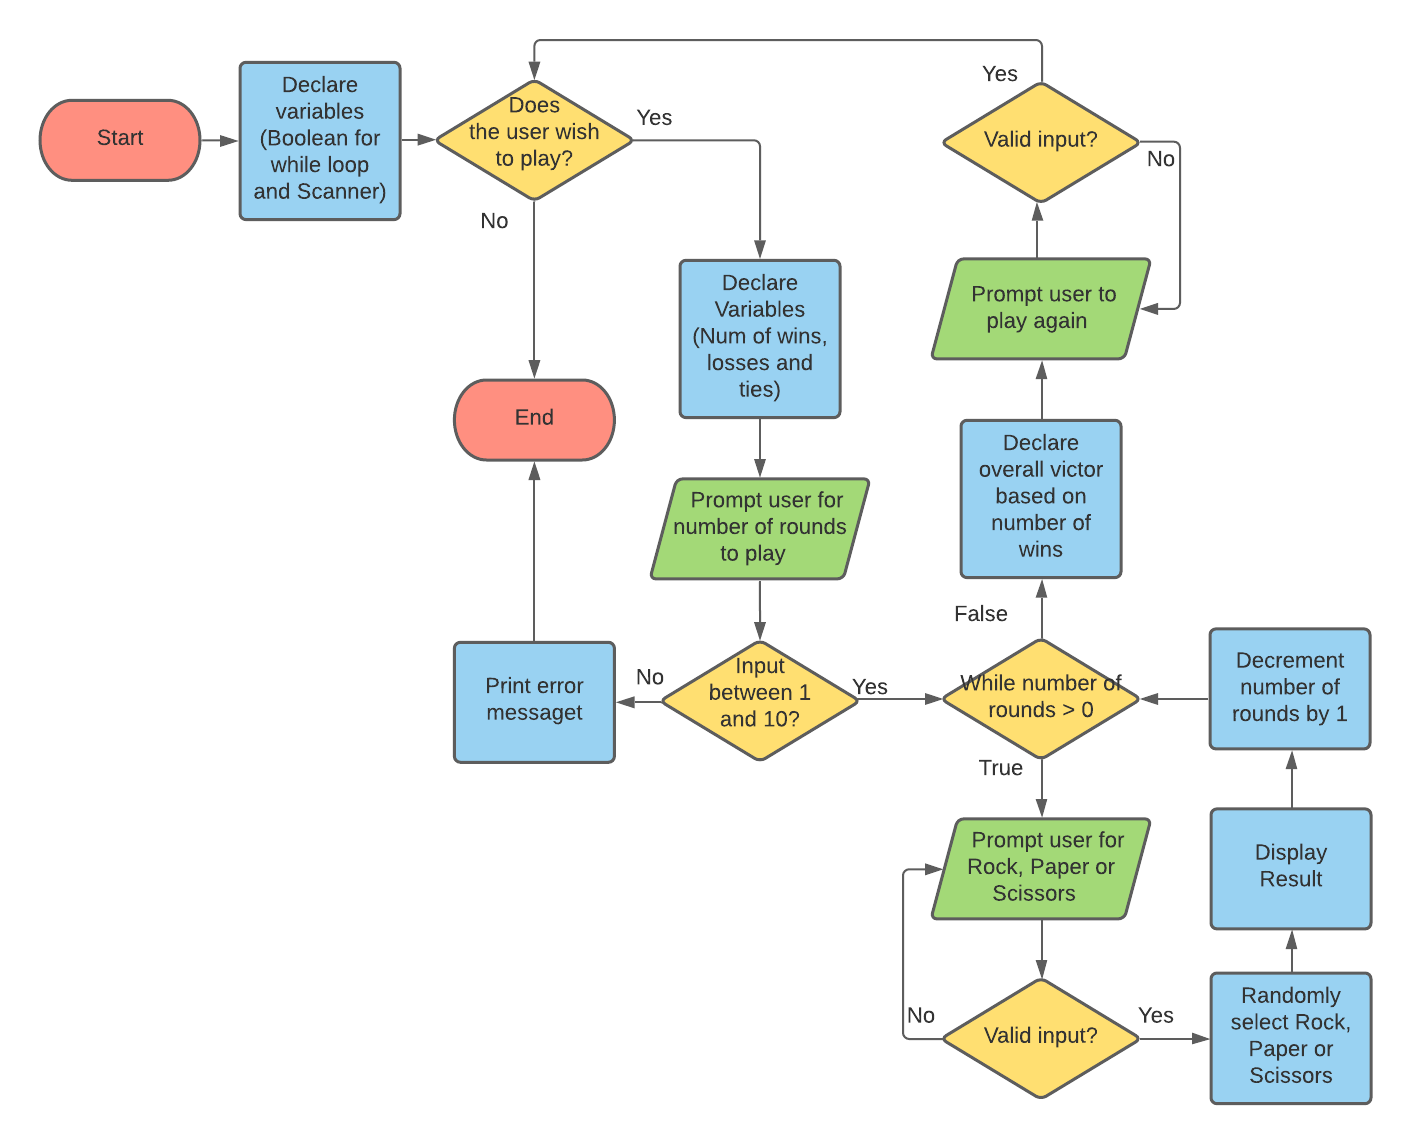 Start
Declare
variables
(Boolean for
while loop
and Scanner)
Does
the user wish
to play?
Yes
No
End
Declare
Variables
(Num of wins,
losses and
ties)
Prompt user for
number of rounds
to play
Input
between 1
and 10?
No
Print error
messaget
Yes
While number of
rounds > 0
False
Declare
overall victor
based on
number of
wins
Prompt user to
play again
Valid input?
Yes
No
True
Prompt user for
Rock, Paper or
Scissors
Valid input?
No
Yes
Randomly
select Rock,
Paper or
Scissors
Display
Result
Decrement
number of
rounds by 1